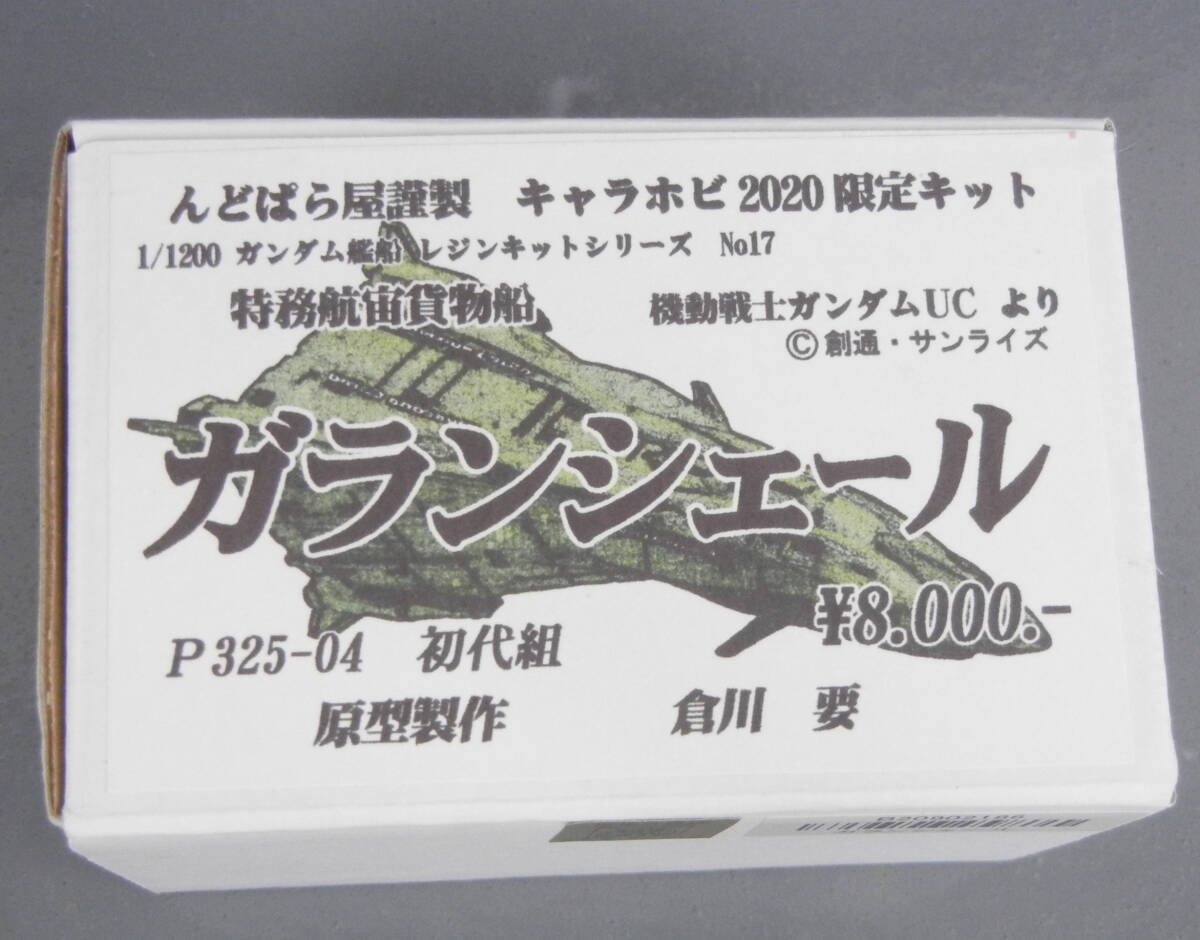 んどぱら屋謹製　キャラホビ2020限定キット
1/1200 ガンダム艦船 レジンキットシリーズ No17
特務航宙貨物船　機動戦士ガンダムUC より
Ⓒ創通・サンライズ
ガランシェール
¥8.000.-
P325-04　初代組
原型製作　倉川　要